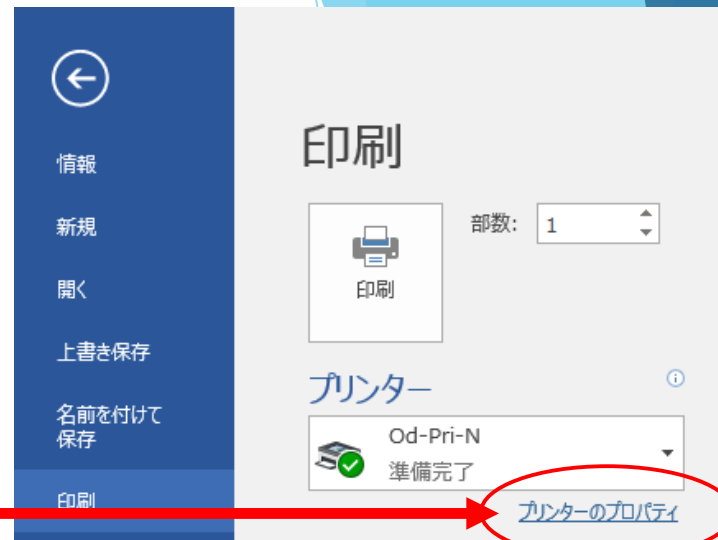 情報
新規
開く
上書き保存
名前を付けて
保存
印刷
印刷
部数: 1
印刷
プリンター
Od-Pri-N
準備完了
プリンターのプロパティ